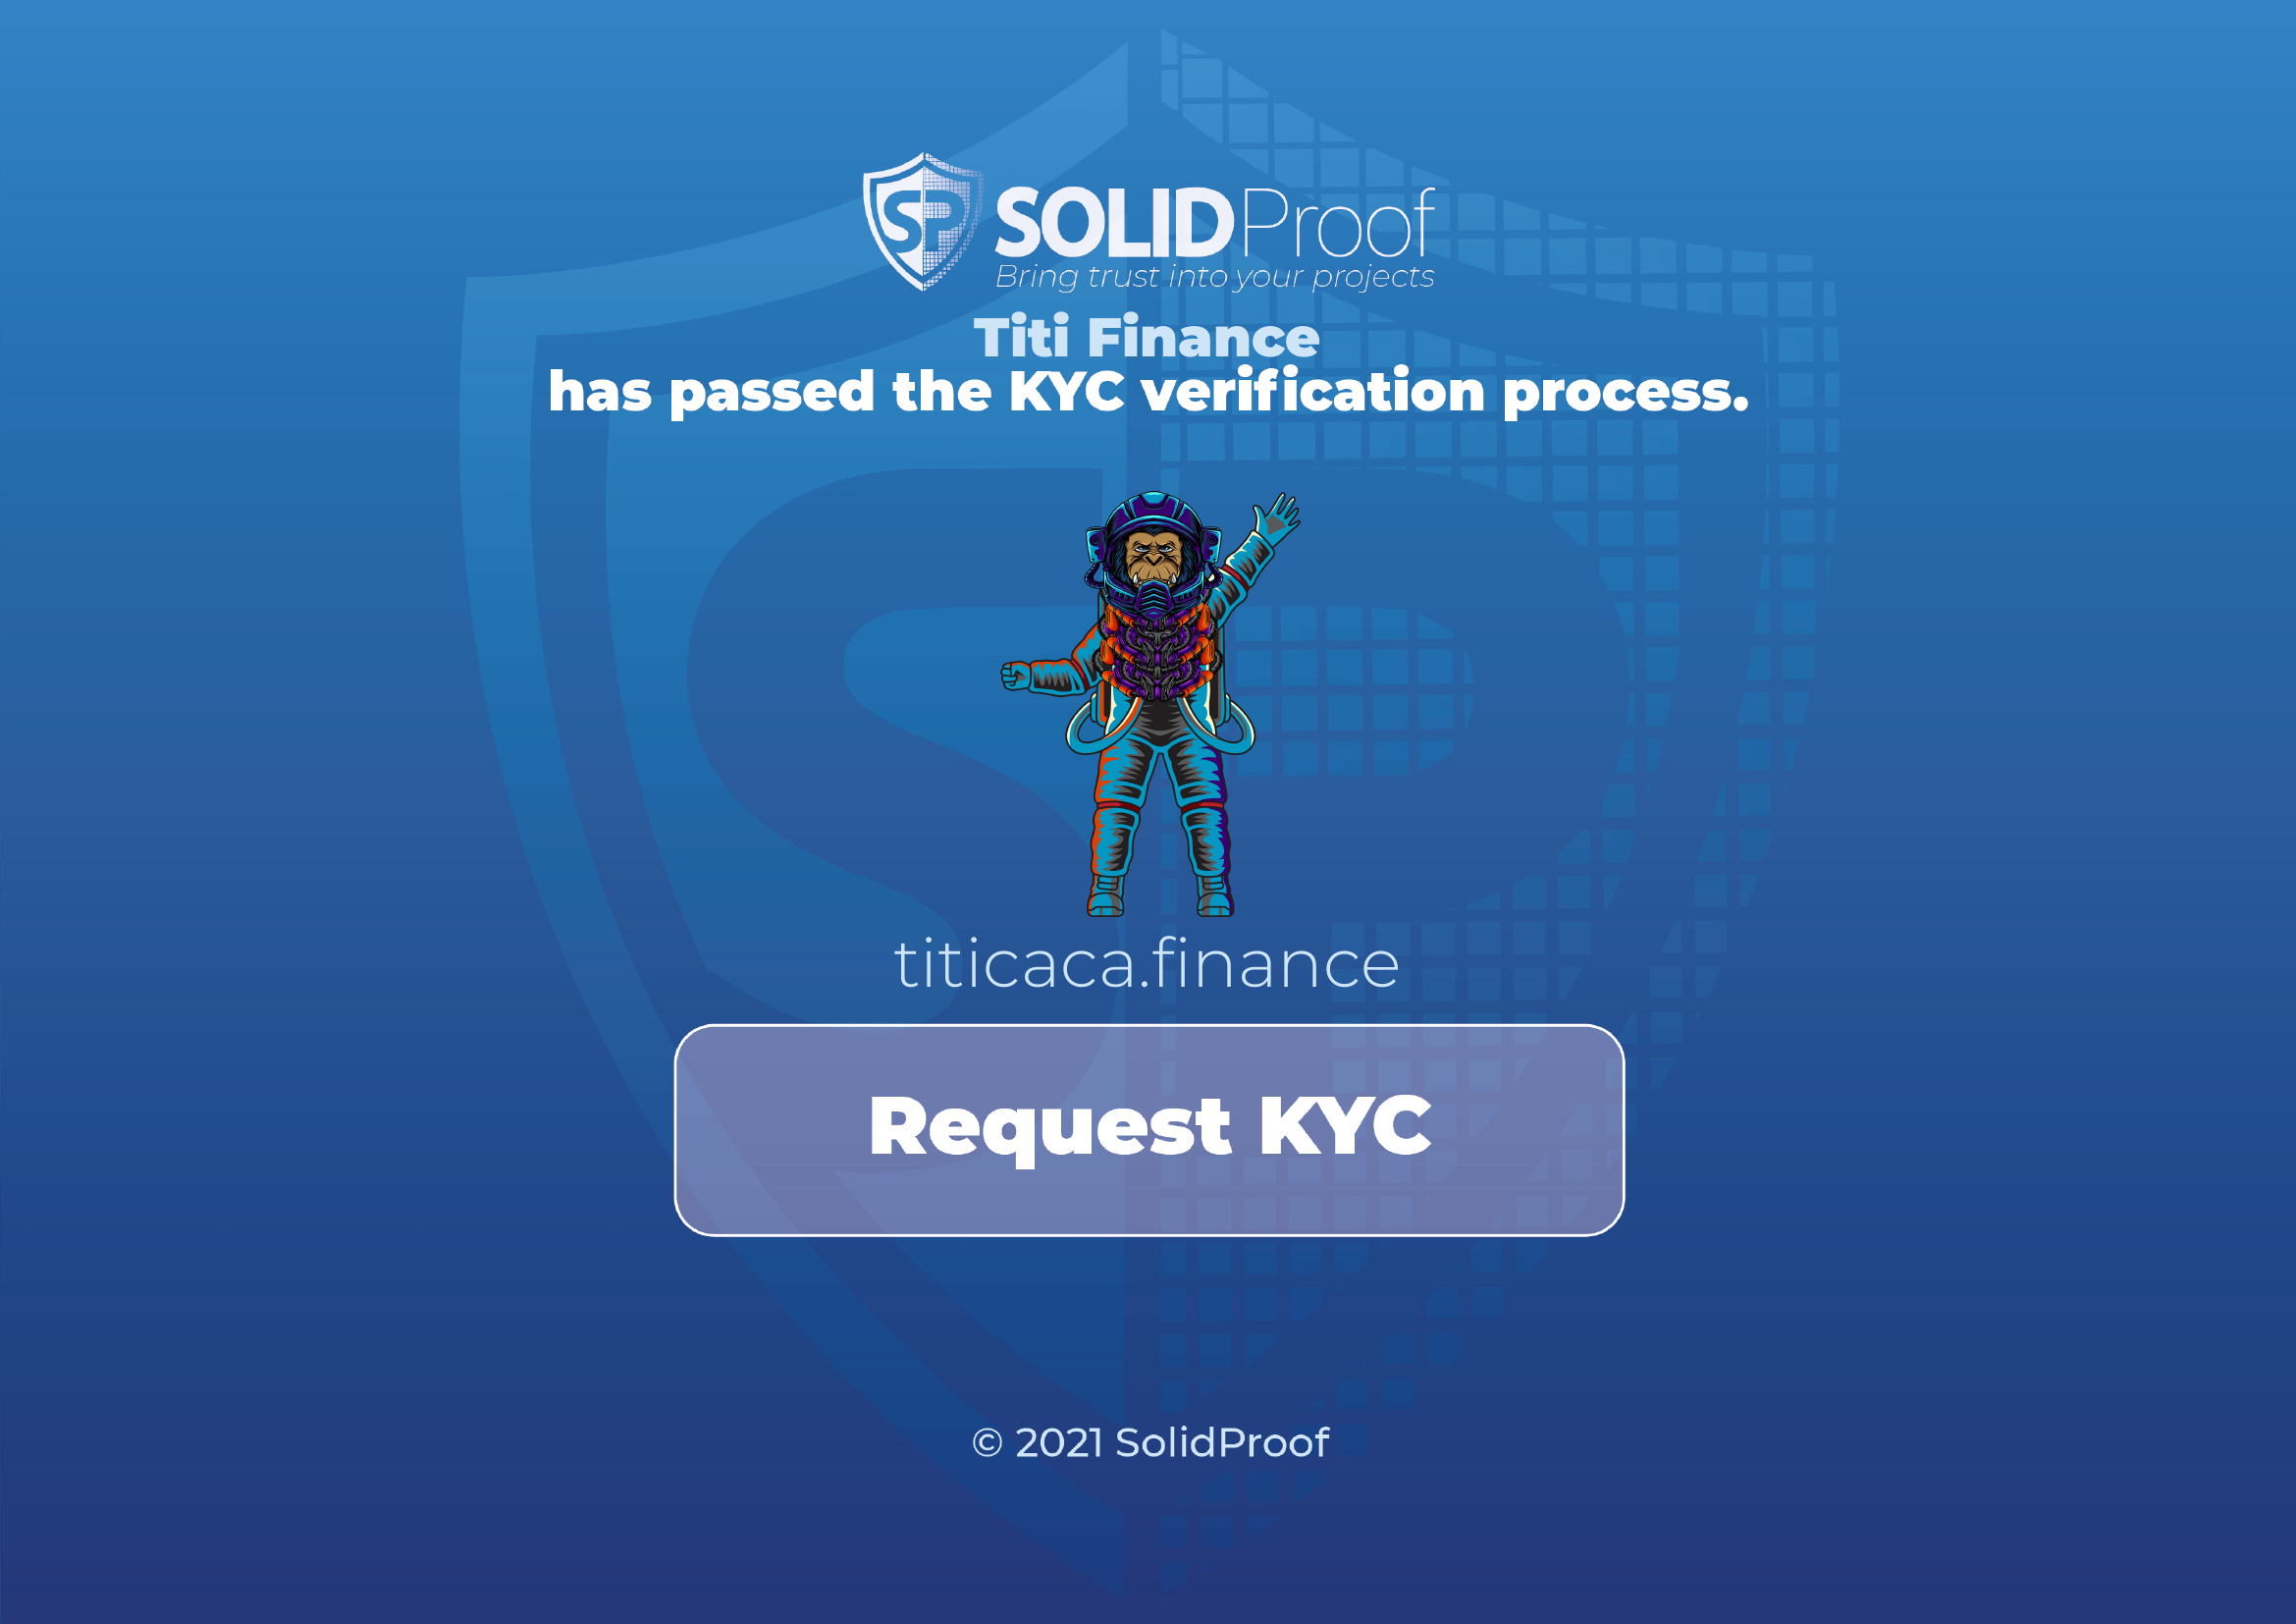 SP SOLIDProof
Bring trust into your projects
Titi Finance
has passed the KYC verification process.
titicaca.finance
Request KYC
© 2021 SolidProof